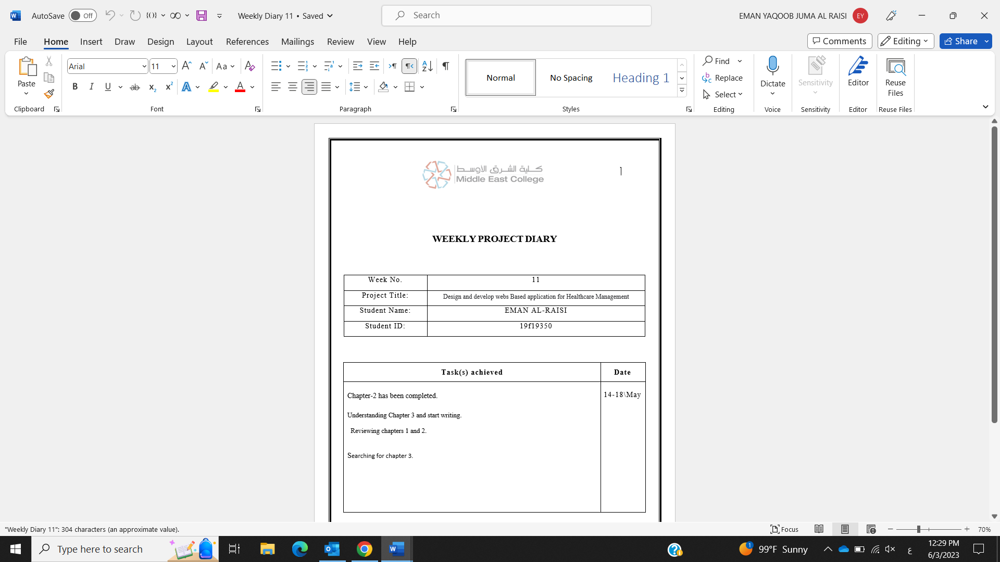 AutoSave Off Weekly Diary 11 • Saved Search EMAN YAQOOB JUMA AL RAISI EY
File Home Insert Draw Design Layout References Mailings Review View Help Comments Editing Share
Arial 11 Aa
Paste
B I U ab x₂ x² A A
Normal No Spacing Heading 1
Find
Replace
Select
Dictate Sensitivity Editor Reuse Files
Clipboard Font Paragraph Styles Editing Voice Sensitivity Editor Reuse Files
كلية الشرق الأوسط
Middle East College
WEEKLY PROJECT DIARY
Week No. 11
Project Title: Design and develop webs Based application for Healthcare Management
Student Name: EMAN AL-RAISI
Student ID: 19f19350
Task(s) achieved Date
Chapter-2 has been completed. 14-18\May
Understanding Chapter 3 and start writing.
Reviewing chapters 1 and 2.
Searching for chapter 3.
"Weekly Diary 11": 304 characters (an approximate value). Focus 70%
Type here to search 1 99°F Sunny ع 12:29 PM
6/3/2023